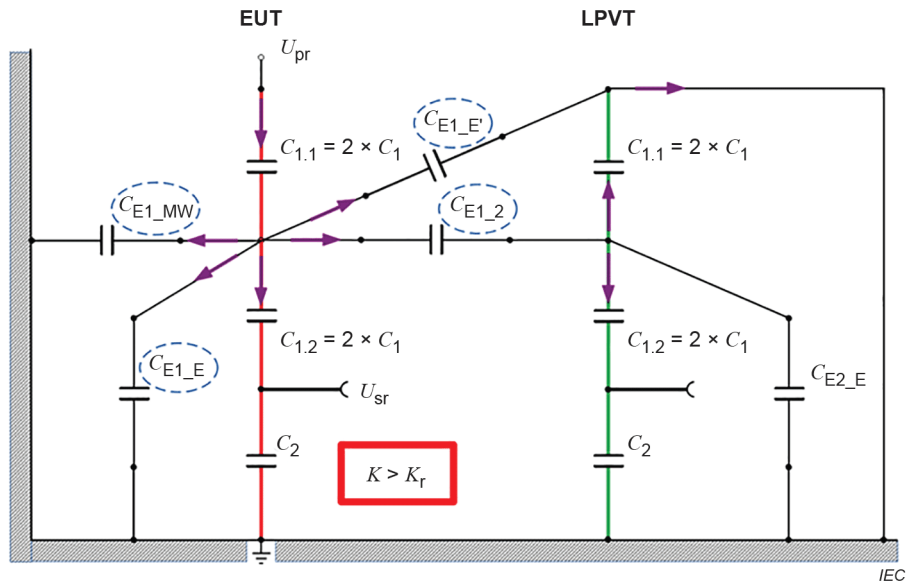 EUT
LPVT
Upr
CE1_E'
C1.1 = 2 × C1
C1.1 = 2 × C1
CE1_MW
CE1_2
C1.2 = 2 × C1
C1.2 = 2 × C1
CE1_E
CE2_E
Usr
C2
C2
K > Kr
IEC